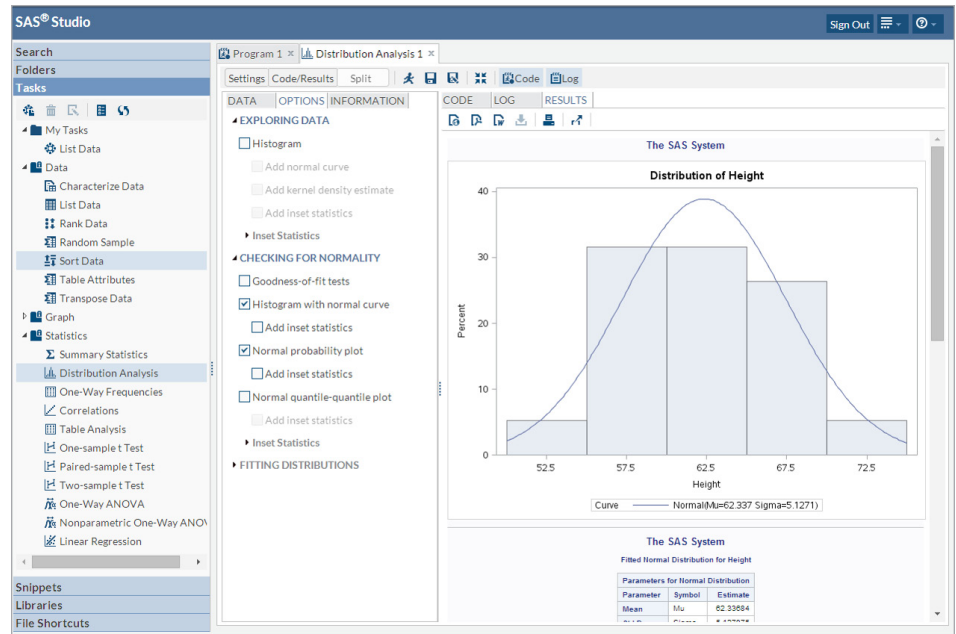 SAS® Studio
Sign Out
Search
Folders
Tasks
My Tasks
List Data
Data
Characterize Data
List Data
Rank Data
Random Sample
Sort Data
Table Attributes
Transpose Data
Graph
Statistics
Summary Statistics
Distribution Analysis
One-Way Frequencies
Correlations
Table Analysis
One-sample t Test
Paired-sample t Test
Two-sample t Test
One-Way ANOVA
Nonparametric One-Way ANOV
Linear Regression
Snippets
Libraries
File Shortcuts
Program 1 × Distribution Analysis 1 ×
Settings Code/Results Split Code Log
DATA OPTIONS INFORMATION
EXPLORING DATA
Histogram
Add normal curve
Add kernel density estimate
Add inset statistics
Inset Statistics
CHECKING FOR NORMALITY
Goodness-of-fit tests
Histogram with normal curve
Add inset statistics
Normal probability plot
Add inset statistics
Normal quantile-quantile plot
Add inset statistics
Inset Statistics
FITTING DISTRIBUTIONS
CODE LOG RESULTS
The SAS System
Distribution of Height
40
30
20
10
0
Percent
52.5 57.5 62.5 67.5 72.5
Height
Curve Normal(Mu=62.337 Sigma=5.1271)
The SAS System
Fitted Normal Distribution for Height
Parameters for Normal Distribution
Parameter Symbol Estimate
Mean Mu 62.33684